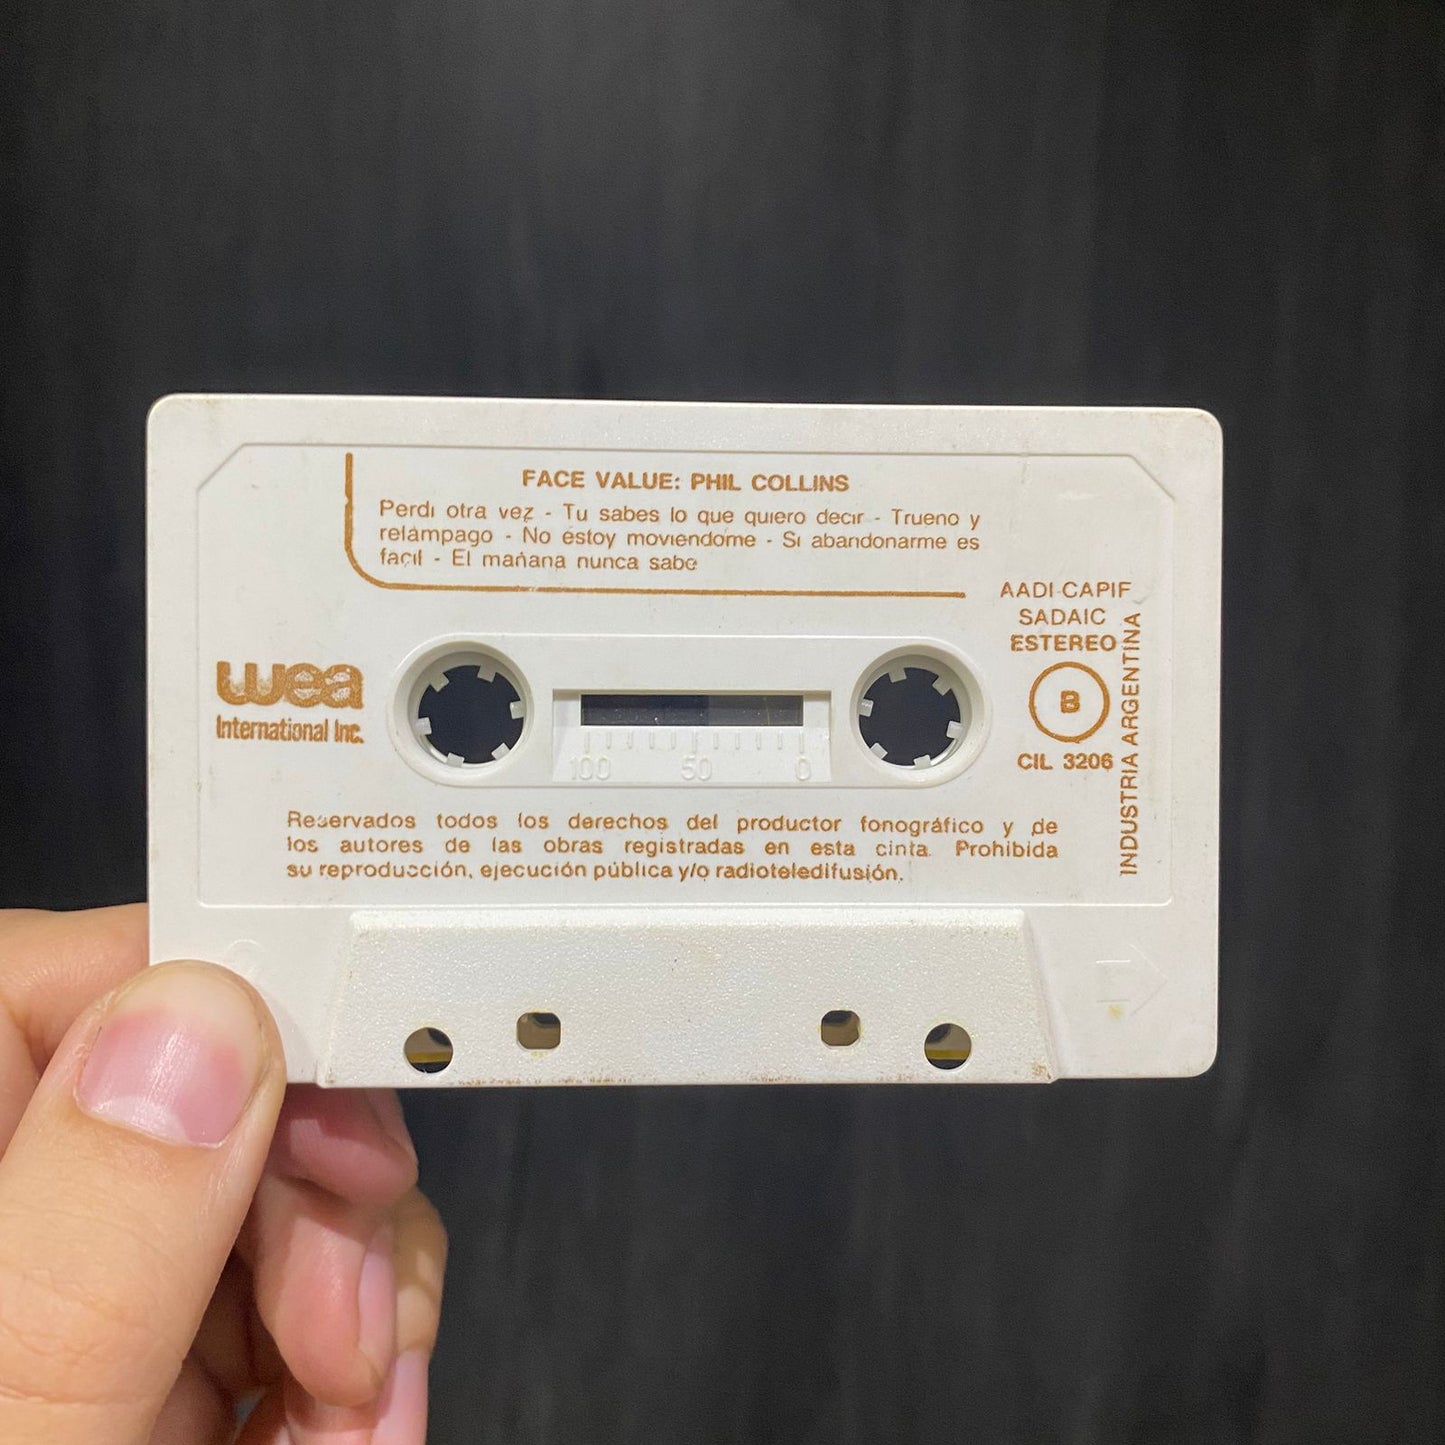 FACE VALUE: PHIL COLLINS
Perdi otra vez - Tu sabes lo que quiero decir - Trueno y
relampago - No estoy moviendome - Si abandonarme es
facil - El mañana nunca sabe
AADI-CAPIF
SADAIC
ESTEREO
B
CIL 3206
INDUSTRIA ARGENTINA
wea
International Inc.
100 50 0
Reservados todos los derechos del productor fonográfico y de
los autores de las obras registradas en esta cinta. Prohibida
su reproducción, ejecución pública y/o radioteledifusión.